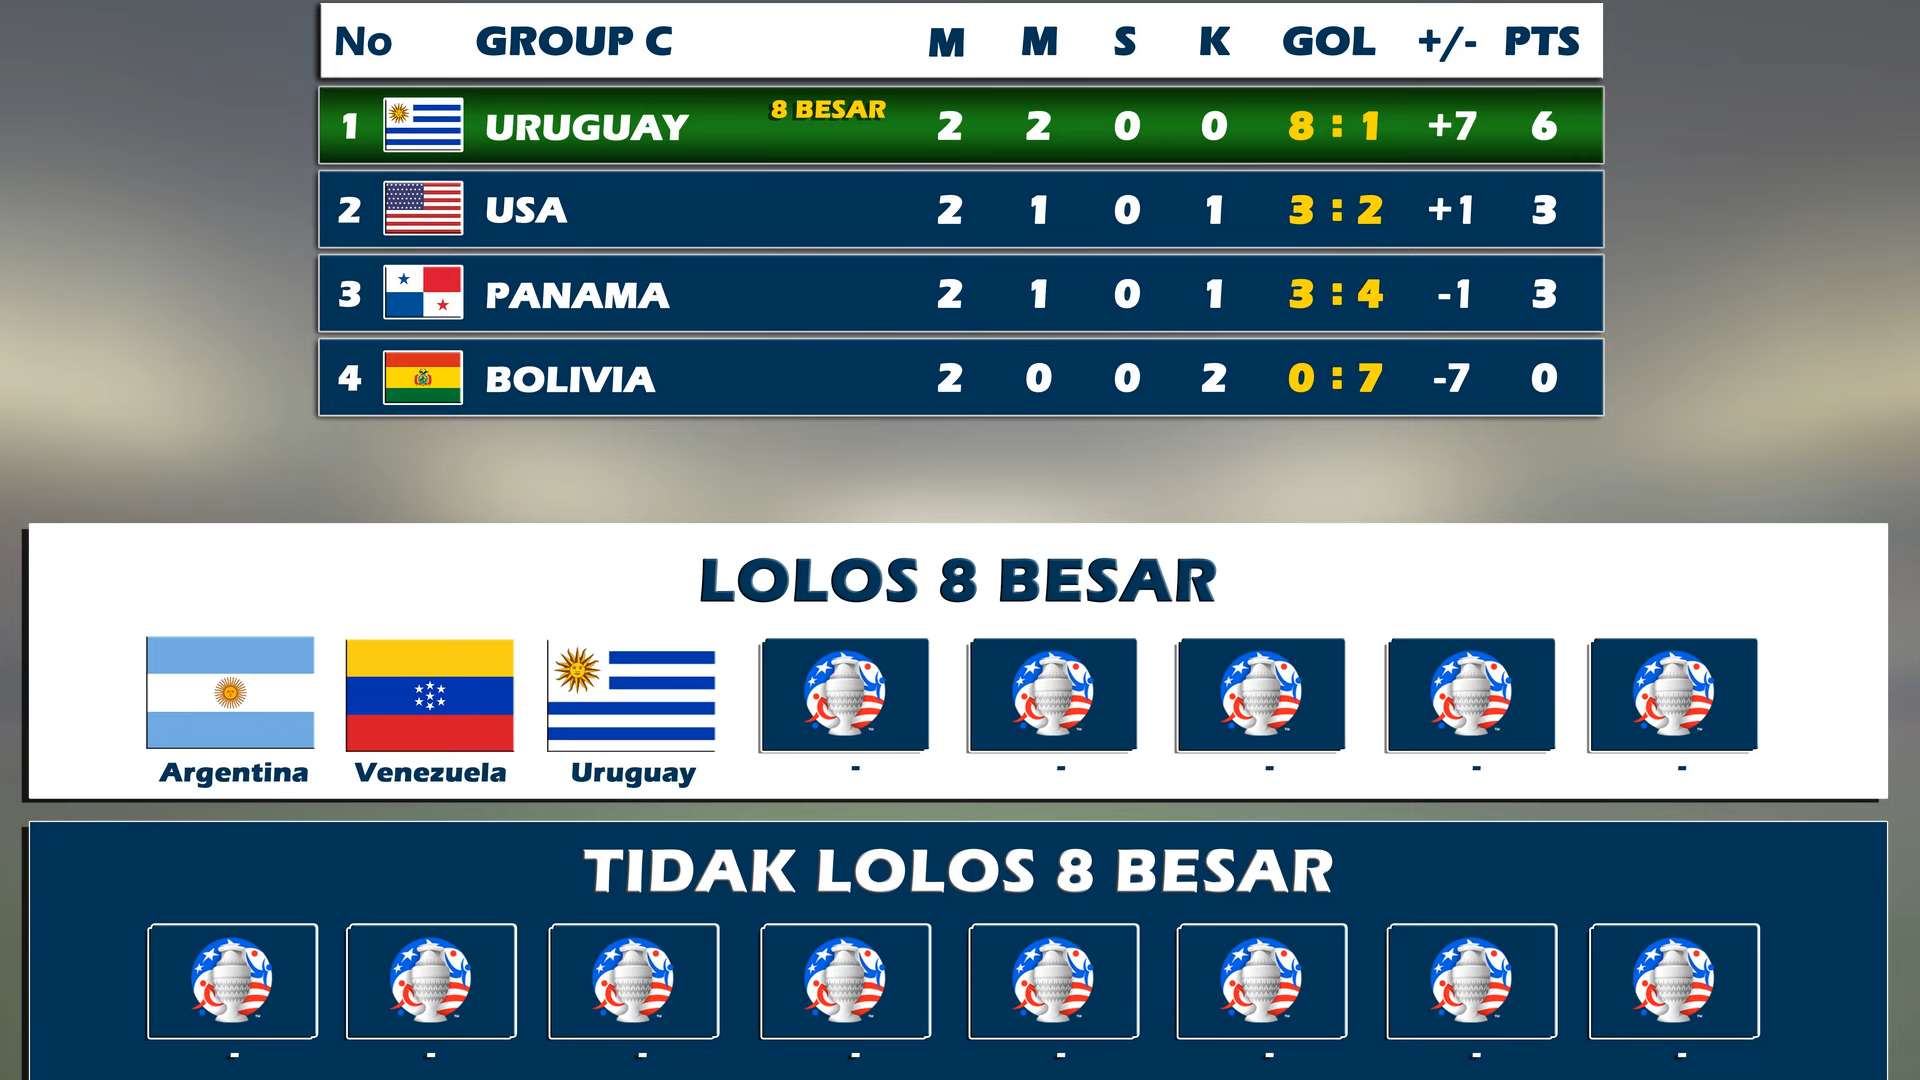 No GROUP C M M S K GOL +/- PTS
1 URUGUAY 8 BESAR 2 2 0 0 8 : 1 +7 6
2 USA 2 1 0 1 3 : 2 +1 3
3 PANAMA 2 1 0 1 3 : 4 -1 3
4 BOLIVIA 2 0 0 2 0 : 7 -7 0
LOLOS 8 BESAR
Argentina Venezuela Uruguay - - - - -
TIDAK LOLOS 8 BESAR
- - - - - - - -